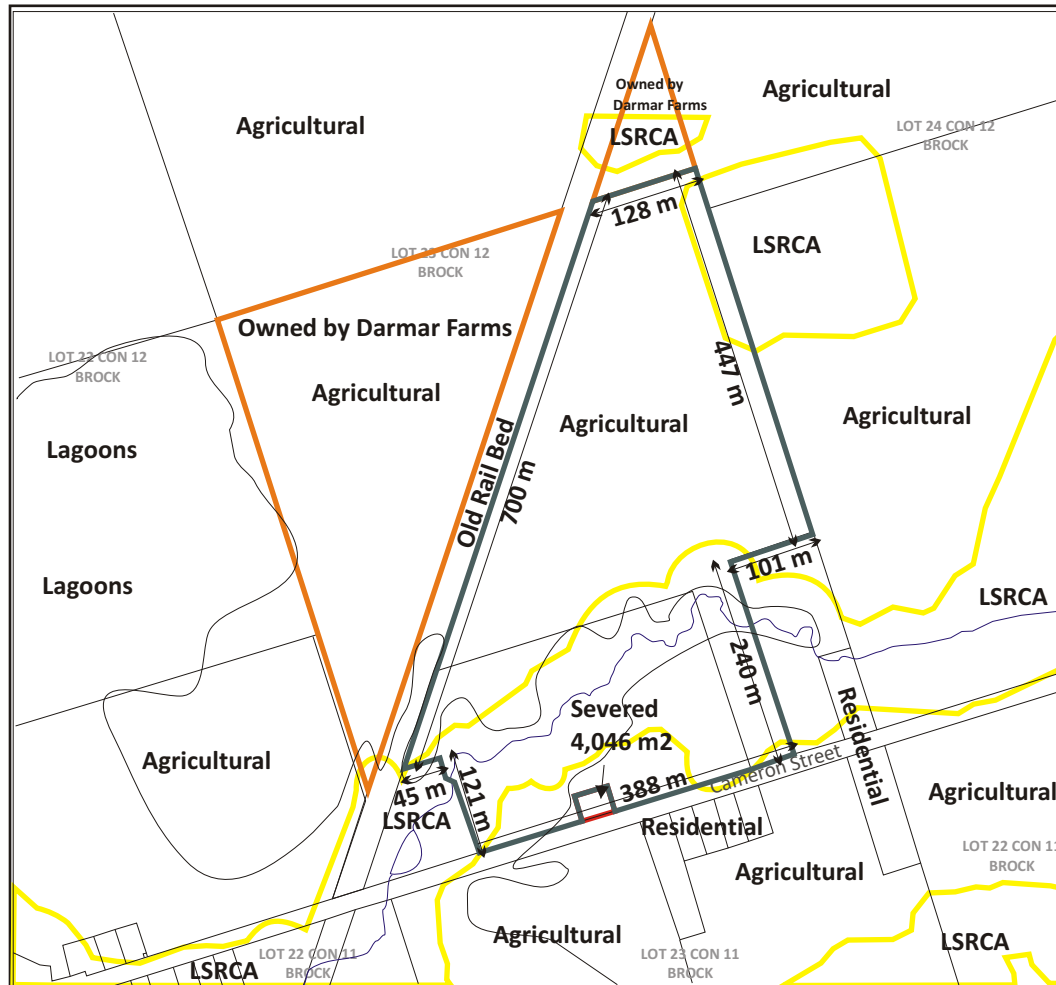 Owned by
Darmar Farms
Agricultural
Agricultural
LSRCA
LOT 24 CON 12
BROCK
128 m
LSRCA
LOT 23 CON 12
BROCK
Owned by Darmar Farms
LOT 22 CON 12
BROCK
Agricultural
447 m
Agricultural
Agricultural
Lagoons
Old Rail Bed
700 m
101 m
Lagoons
LSRCA
240 m
Severed
4,046 m2
Residential
Agricultural
45 m
121 m
388 m
Cameron Street
LSRCA
Residential
Agricultural
LOT 22 CON 11
BROCK
Agricultural
Agricultural
LOT 23 CON 11
BROCK
LSRCA
LOT 22 CON 11
BROCK
LSRCA